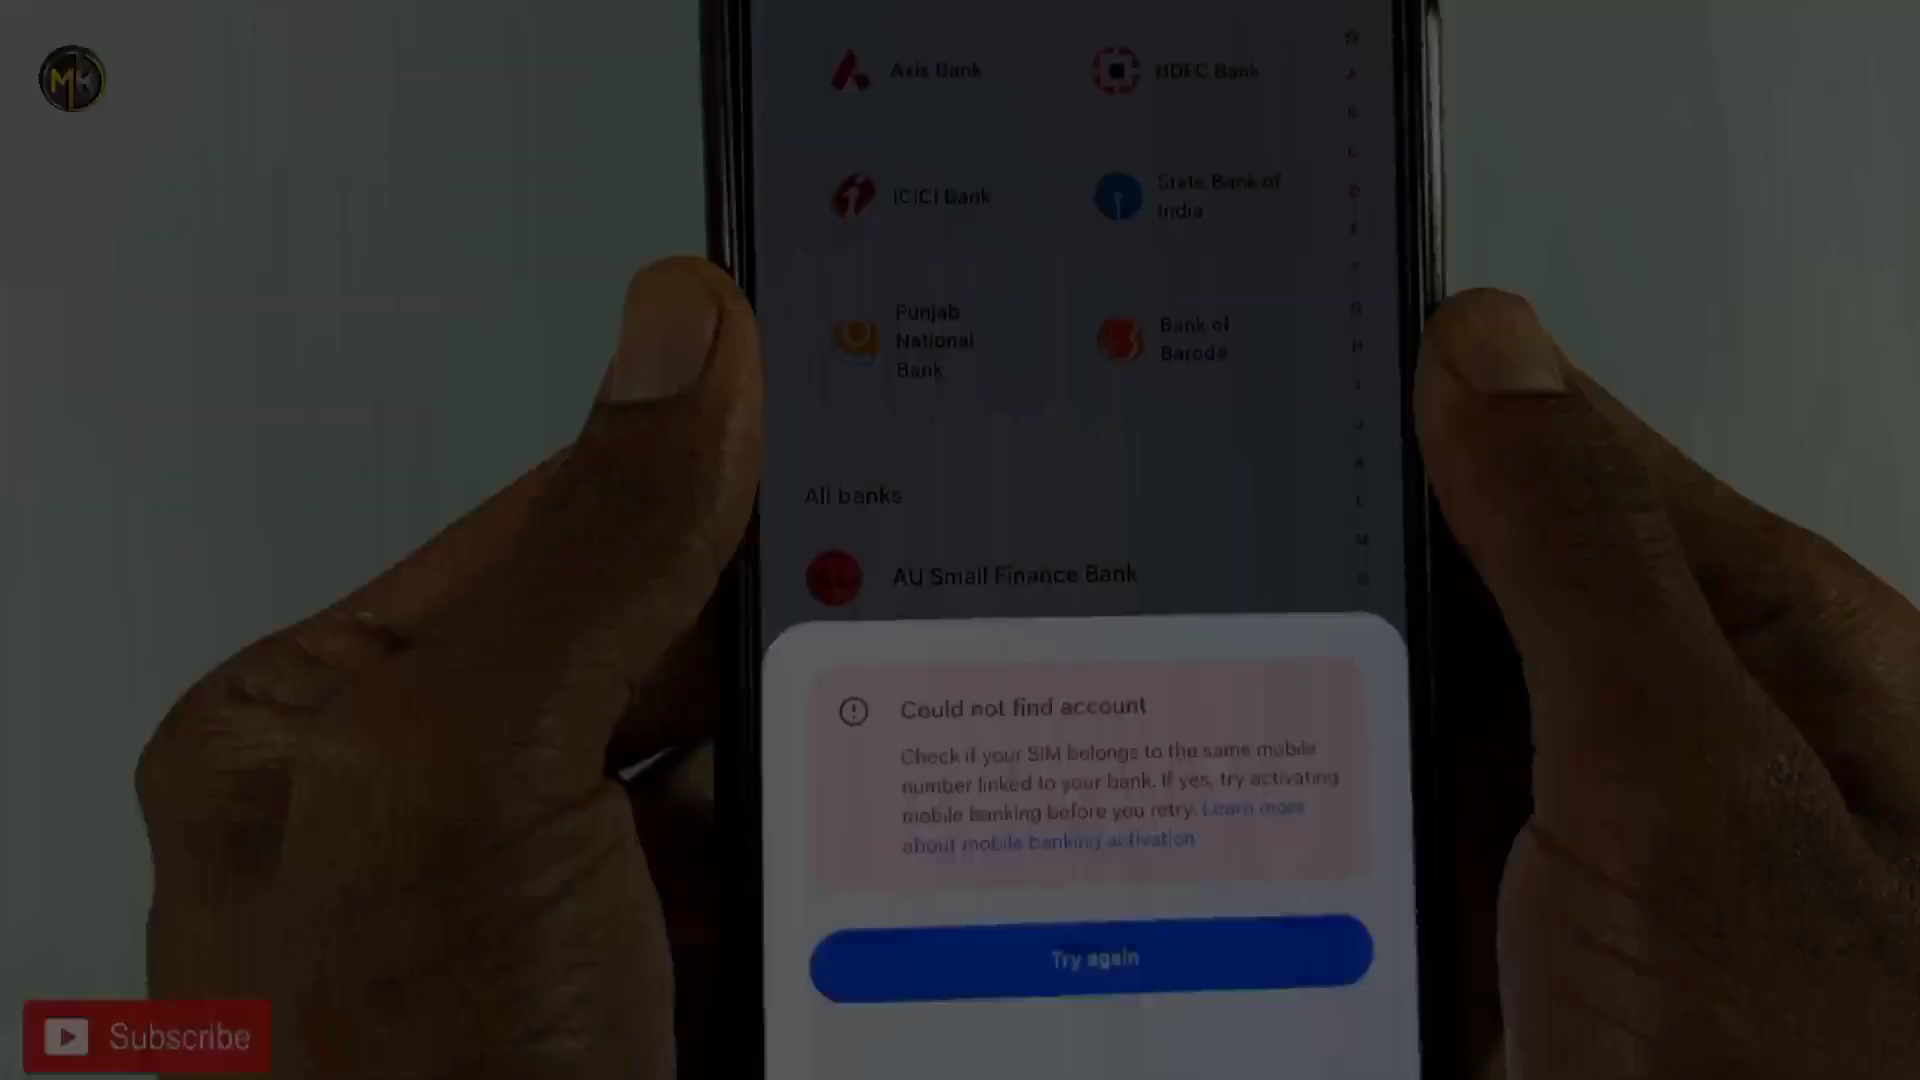 MK
Axis Bank
HDFC Bank
ICICI Bank
State Bank of
India
Punjab
National
Bank
Bank of
Baroda
All banks
AU Small Finance Bank
Could not find account
Check if your SIM belongs to the same mobile
number linked to your bank. If yes, try activating
mobile banking before you retry. Learn more
about mobile banking activation
Try again
Subscribe